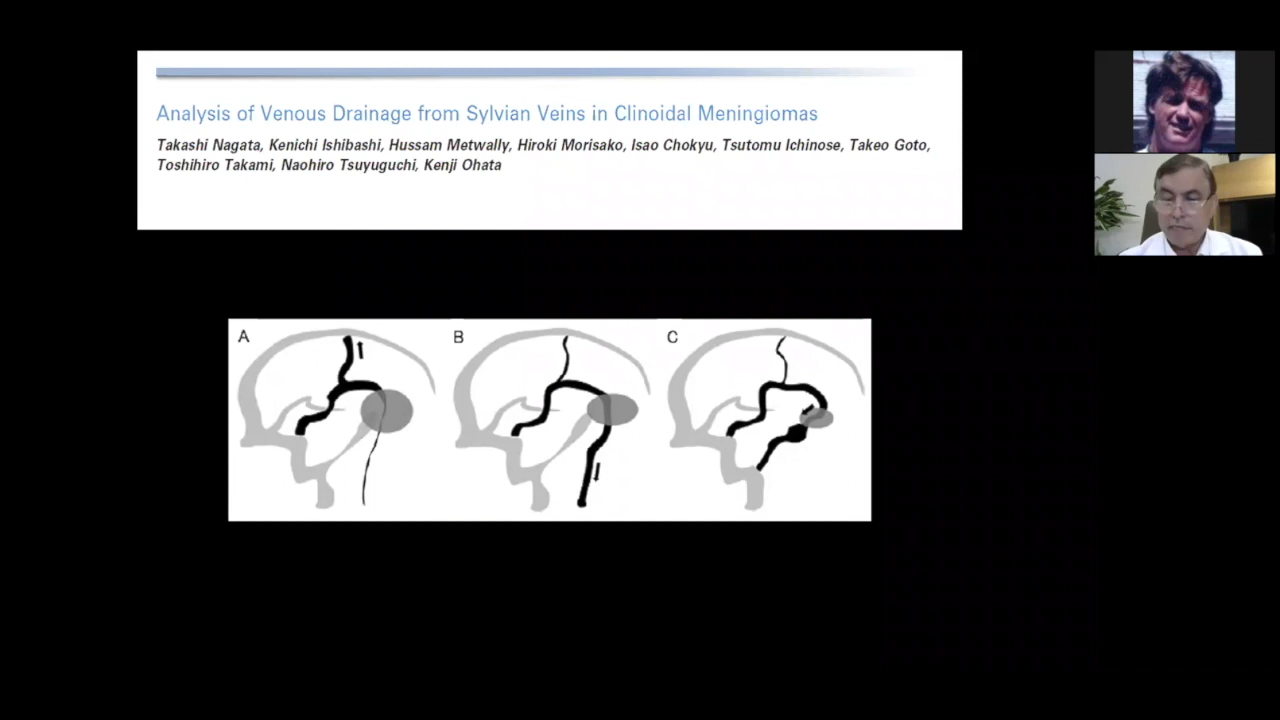 Analysis of Venous Drainage from Sylvian Veins in Clinoidal Meningiomas
Takashi Nagata, Kenichi Ishibashi, Hussam Metwally, Hiroki Morisako, Isao Chokyu, Tsutomu Ichinose, Takeo Goto,
Toshihiro Takami, Naohiro Tsuyuguchi, Kenji Ohata
A B C